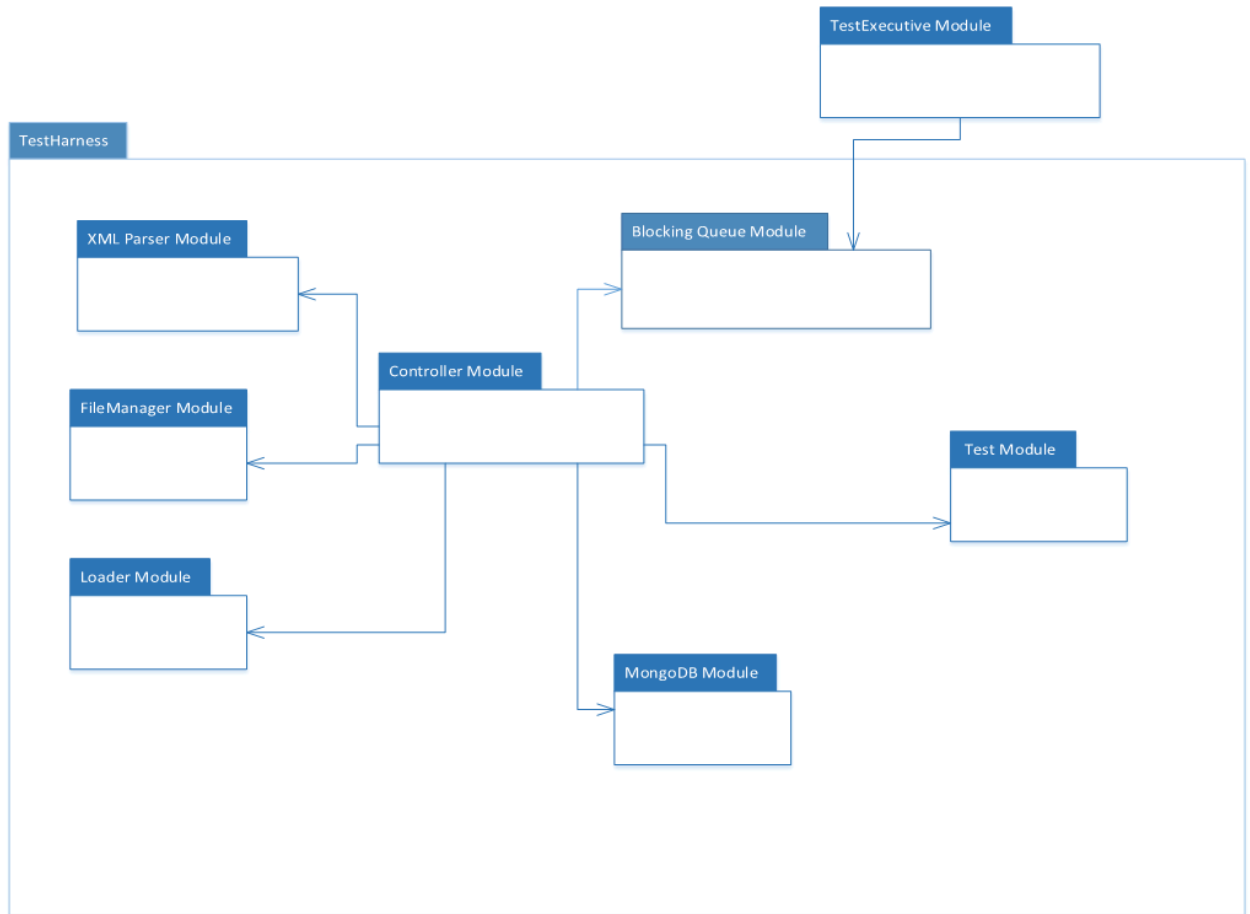 TestExecutive Module
TestHarness
XML Parser Module
Blocking Queue Module
Controller Module
FileManager Module
Test Module
Loader Module
MongoDB Module